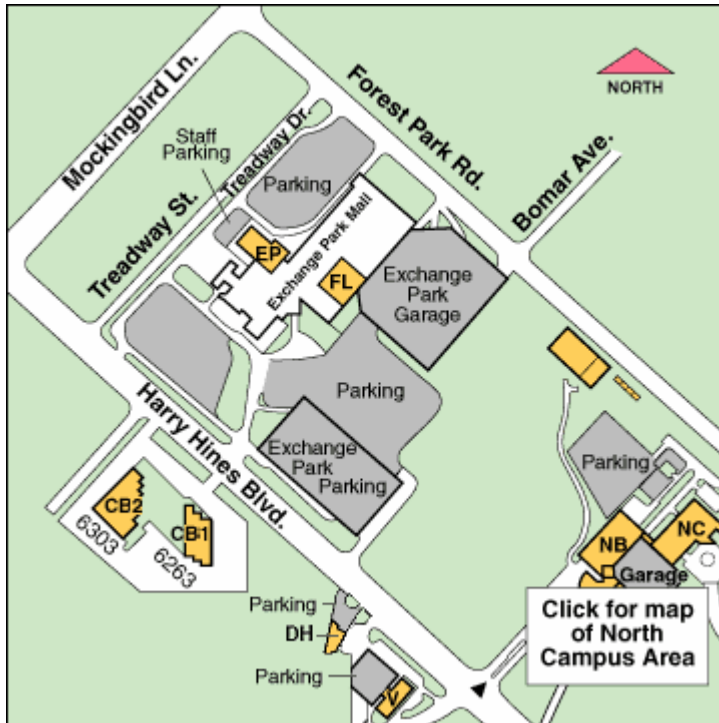 Mockingbird Ln.
Forest Park Rd.
NORTH
Staff
Parking
Treadway Dr.
Parking
Bomar Ave.
Treadway St.
EP
Exchange Park Mall
FL
Exchange
Park
Garage
Parking
Harry Hines Blvd.
Exchange
Park
Parking
Parking
CB2
6303
CB1
6263
NB
NC
Garage
Parking
DH
Parking
Click for map
of North
Campus Area